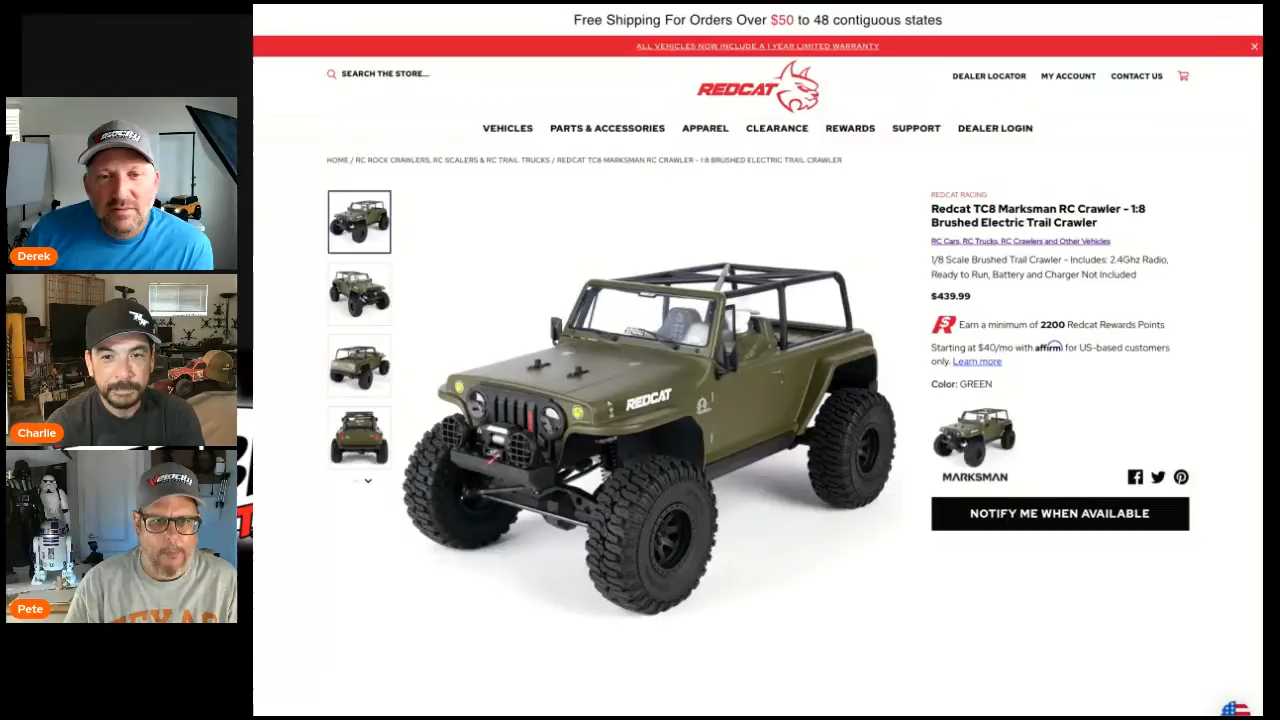 Free Shipping For Orders Over $50 to 48 contiguous states
ALL VEHICLES NOW INCLUDE A 1 YEAR LIMITED WARRANTY
SEARCH THE STORE...
REDCAT
DEALER LOCATOR MY ACCOUNT CONTACT US
VEHICLES PARTS & ACCESSORIES APPAREL CLEARANCE REWARDS SUPPORT DEALER LOGIN
HOME / RC ROCK CRAWLERS, RC SCALERS & RC TRAIL TRUCKS / REDCAT TC8 MARKSMAN RC CRAWLER - 1:8 BRUSHED ELECTRIC TRAIL CRAWLER
REDCAT RACING
Redcat TC8 Marksman RC Crawler - 1:8
Brushed Electric Trail Crawler
RC Cars, RC Trucks, RC Crawlers and Other Vehicles
1/8 Scale Brushed Trail Crawler - Includes: 2.4Ghz Radio,
Ready to Run, Battery and Charger Not Included
$439.99
Earn a minimum of 2200 Redcat Rewards Points
Starting at $40/mo with affirm for US-based customers
only. Learn more
Color: GREEN
MARKSMAN
NOTIFY ME WHEN AVAILABLE
REDCAT
Derek
Charlie
Pete
TEXAS